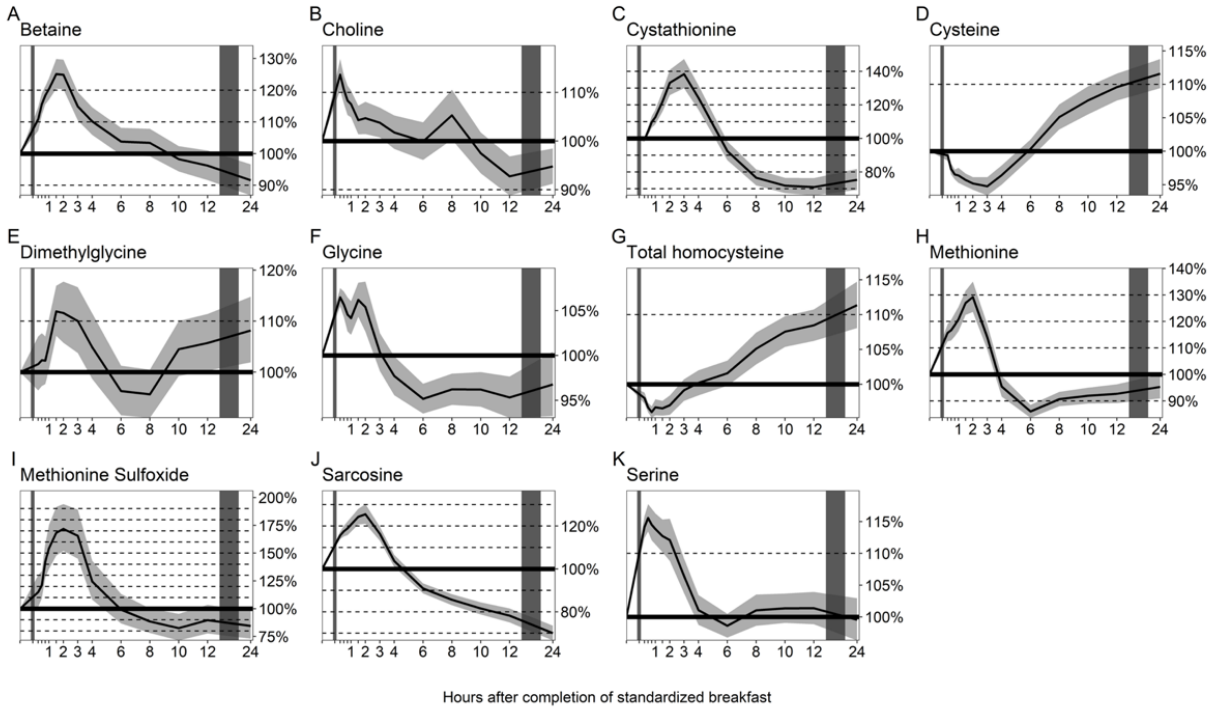 A
Betaine
130%
120%
110%
100%
90%
1 2 3 4 6 8 10 12 24
B
Choline
110%
100%
90%
1 2 3 4 6 8 10 12 24
C
Cystathionine
140%
120%
100%
80%
1 2 3 4 6 8 10 12 24
D
Cysteine
115%
110%
100%
95%
1 2 3 4 6 8 10 12 24
E
Dimethylglycine
120%
110%
100%
1 2 3 4 6 8 10 12 24
F
Glycine
105%
100%
95%
1 2 3 4 6 8 10 12 24
G
Total homocysteine
115%
110%
105%
100%
1 2 3 4 6 8 10 12 24
H
Methionine
140%
130%
120%
110%
100%
90%
1 2 3 4 6 8 10 12 24
I
Methionine Sulfoxide
200%
175%
150%
125%
100%
75%
1 2 3 4 6 8 10 12 24
J
Sarcosine
120%
100%
80%
1 2 3 4 6 8 10 12 24
K
Serine
115%
110%
105%
100%
1 2 3 4 6 8 10 12 24
Hours after completion of standardized breakfast